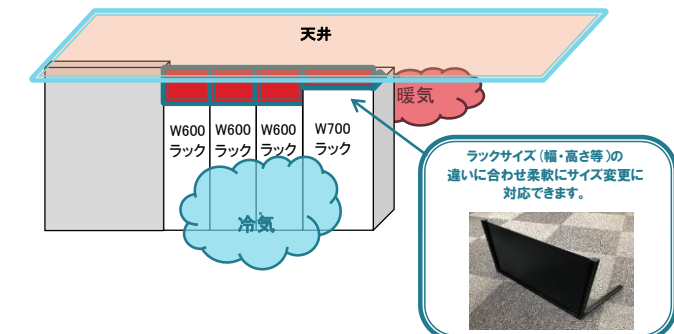 天井
暖気
W600
ラック
W600
ラック
W600
ラック
W700
ラック
冷気
ラックサイズ（幅・高さ等）の
違いに合わせ柔軟にサイズ変更に
対応できます。